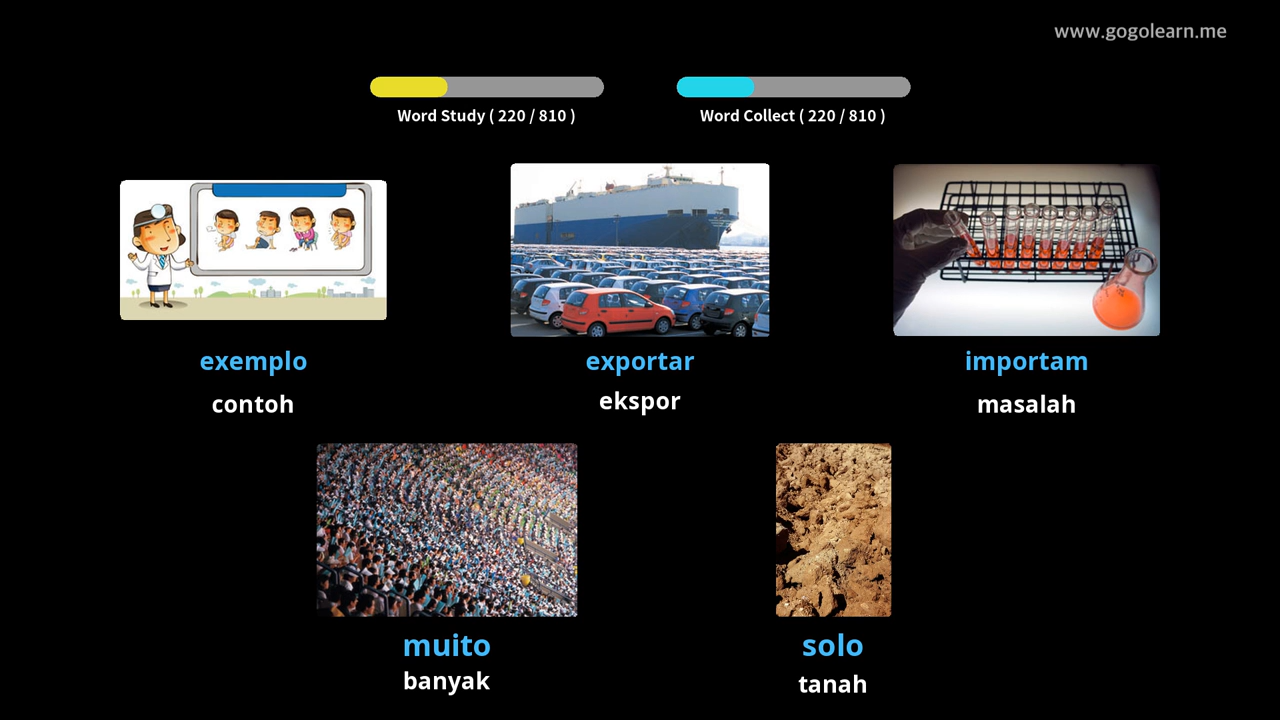 www.gogolearn.me
Word Study ( 220 / 810 )
Word Collect ( 220 / 810 )
exemplo
contoh
exportar
ekspor
importam
masalah
muito
banyak
solo
tanah